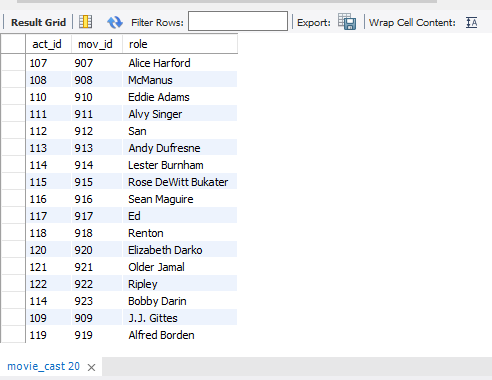 Result Grid Filter Rows: Export: Wrap Cell Content: IA
act_id mov_id role
107 907 Alice Harford
108 908 McManus
110 910 Eddie Adams
111 911 Alvy Singer
112 912 San
113 913 Andy Dufresne
114 914 Lester Burnham
115 915 Rose DeWitt Bukater
116 916 Sean Maguire
117 917 Ed
118 918 Renton
120 920 Elizabeth Darko
121 921 Older Jamal
122 922 Ripley
114 923 Bobby Darin
109 909 J.J. Gittes
119 919 Alfred Borden
movie_cast 20